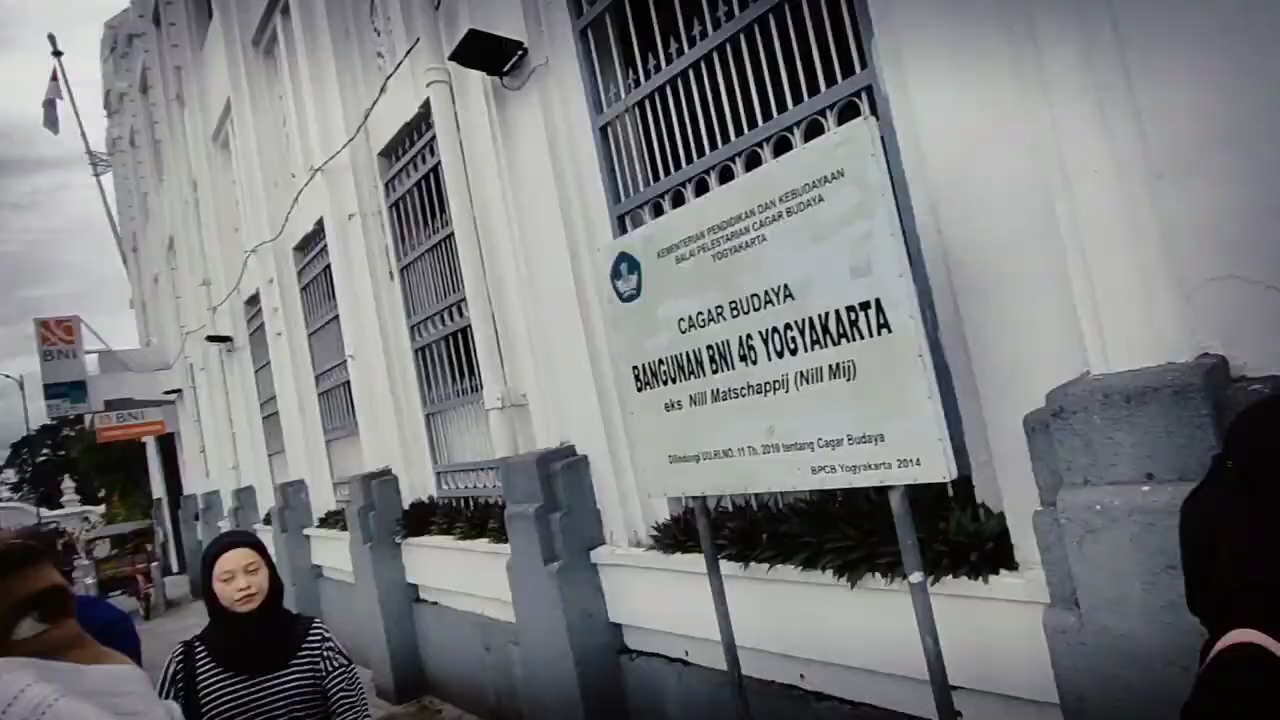 KEMENTERIAN PENDIDIKAN DAN KEBUDAYAAN
BALAI PELESTARIAN CAGAR BUDAYA
YOGYAKARTA
CAGAR BUDAYA
BANGUNAN BNI 46 YOGYAKARTA
eks Nill Matschappij (Nill Mij)
Dilindungi UU.RI.NO. 11 Th. 2010 tentang Cagar Budaya
BPCB Yogyakarta 2014
BNI
BNI